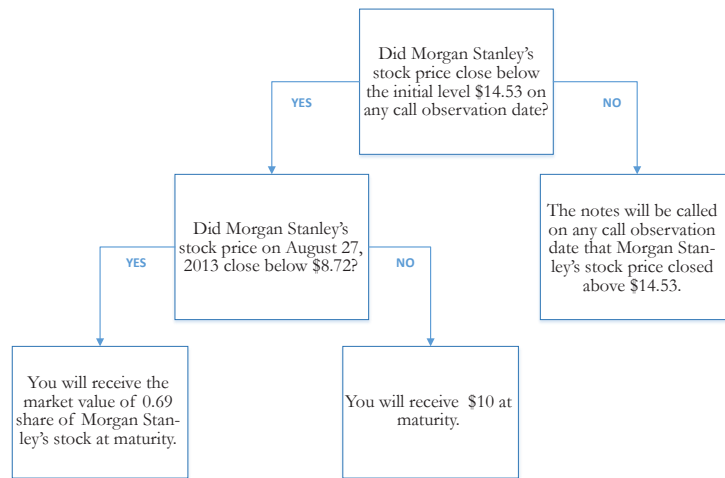 Did Morgan Stanley's
stock price close below
the initial level $14.53 on
any call observation date?
YES
NO
Did Morgan Stanley's
stock price on August 27,
2013 close below $8.72?
The notes will be called
on any call observation
date that Morgan Stan-
ley's stock price closed
above $14.53.
YES
NO
You will receive the
market value of 0.69
share of Morgan Stan-
ley's stock at maturity.
You will receive $10 at
maturity.